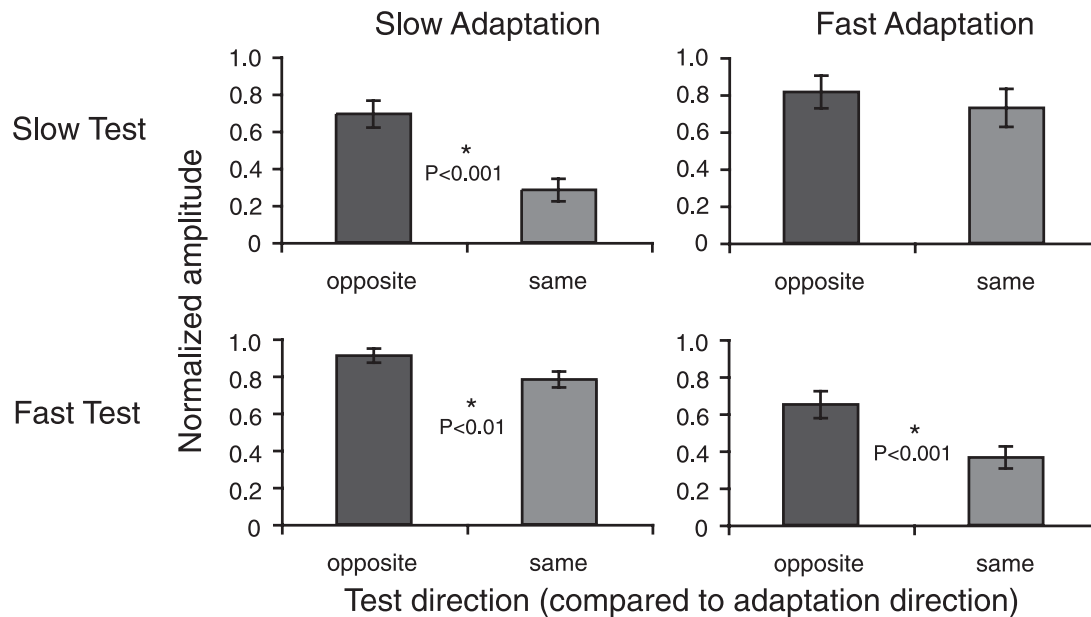 Slow Adaptation
Fast Adaptation
Slow Test
Normalized amplitude
1.0
0.8
0.6
0.4
0.2
0
*
P<0.001
opposite
same
1.0
0.8
0.6
0.4
0.2
0
opposite
same
Fast Test
1.0
0.8
0.6
0.4
0.2
0
*
P<0.01
opposite
same
1.0
0.8
0.6
0.4
0.2
0
*
P<0.001
opposite
same
Test direction (compared to adaptation direction)